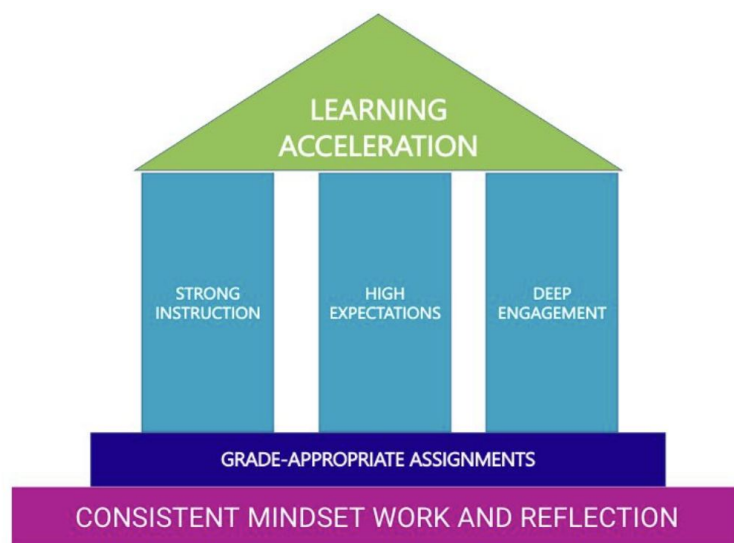 LEARNING
ACCELERATION
STRONG
INSTRUCTION
HIGH
EXPECTATIONS
DEEP
ENGAGEMENT
GRADE-APPROPRIATE ASSIGNMENTS
CONSISTENT MINDSET WORK AND REFLECTION